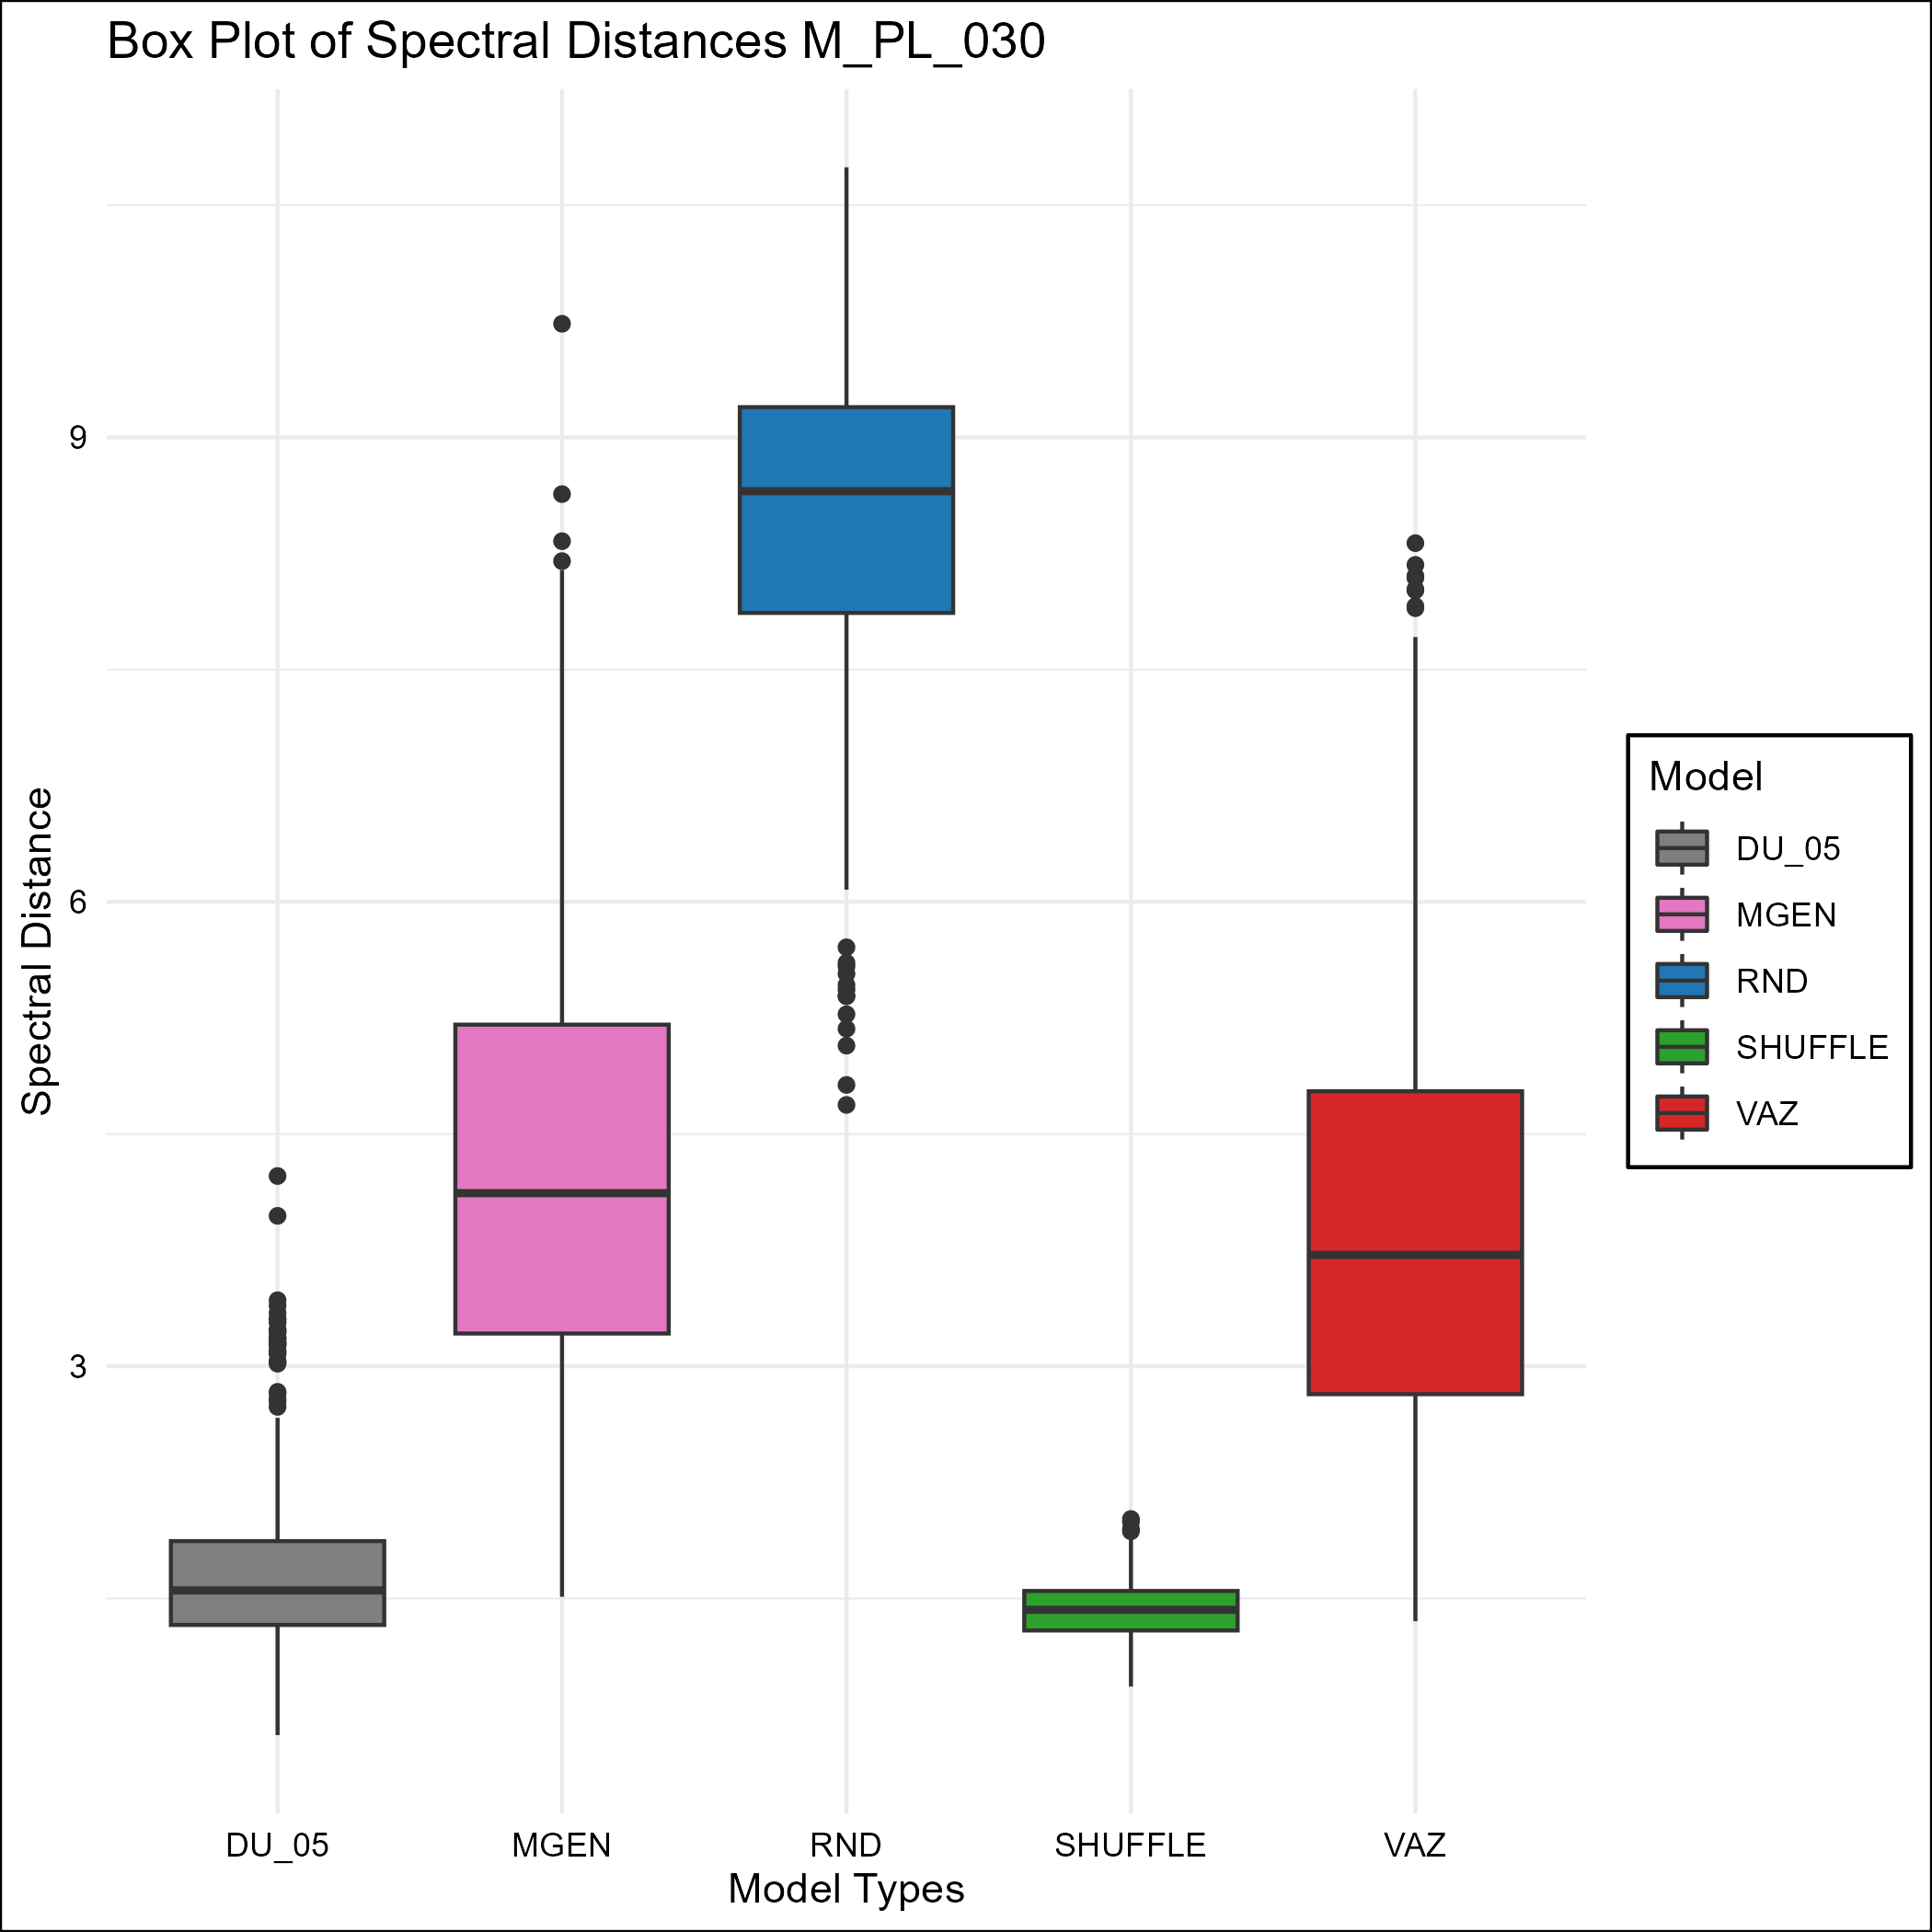 Box Plot of Spectral Distances M_PL_030
Spectral Distance
9
6
3
DU_05
MGEN
RND
SHUFFLE
VAZ
Model Types
Model
DU_05
MGEN
RND
SHUFFLE
VAZ